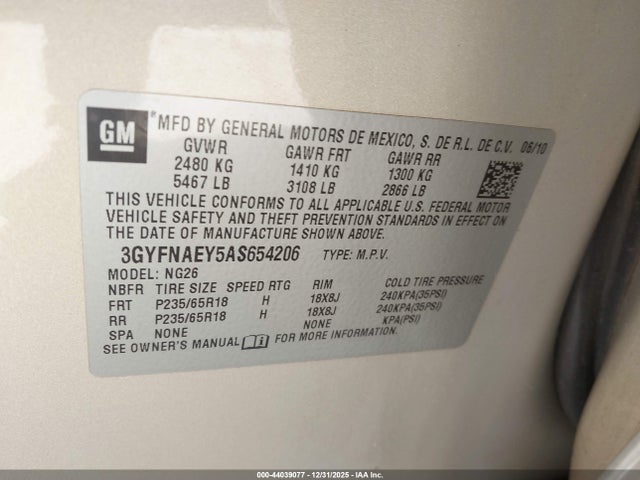 GM
*MFD BY GENERAL MOTORS DE MEXICO, S. DE R.L. DE C.V. 06/10
GVWR GAWR FRT GAWR RR
2480 KG 1410 KG 1300 KG
5467 LB 3108 LB 2866 LB
THIS VEHICLE CONFORMS TO ALL APPLICABLE U.S. FEDERAL MOTOR
VEHICLE SAFETY AND THEFT PREVENTION STANDARDS IN EFFECT ON
THE DATE OF MANUFACTURE SHOWN ABOVE.
3GYFNAEY5AS654206 TYPE: M.P.V.
MODEL: NG26
NBFR TIRE SIZE SPEED RTG RIM COLD TIRE PRESSURE
FRT P235/65R18 H 18X8J 240KPA(35PSI)
RR P235/65R18 H 18X8J 240KPA(35PSI)
SPA NONE NONE KPA(PSI)
SEE OWNER'S MANUAL FOR MORE INFORMATION.
000-44039077 - 12/31/2025 - IAA Inc.